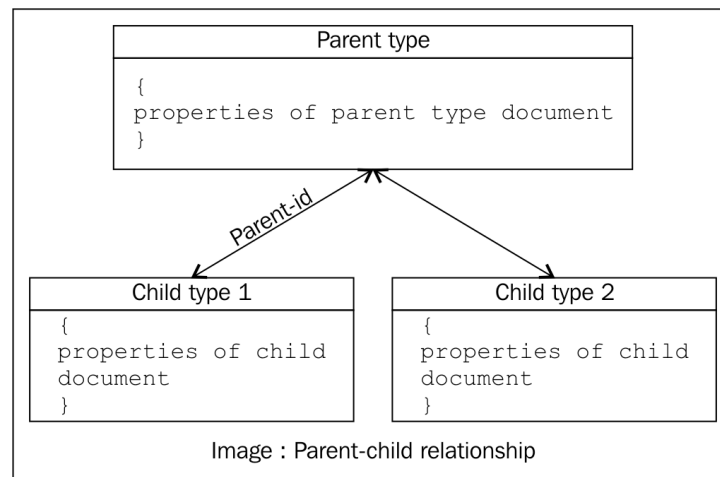 Parent type
{
properties of parent type document
}
Parent-id
Child type 1
{
properties of child
document
}
Child type 2
{
properties of child
document
}
Image : Parent-child relationship